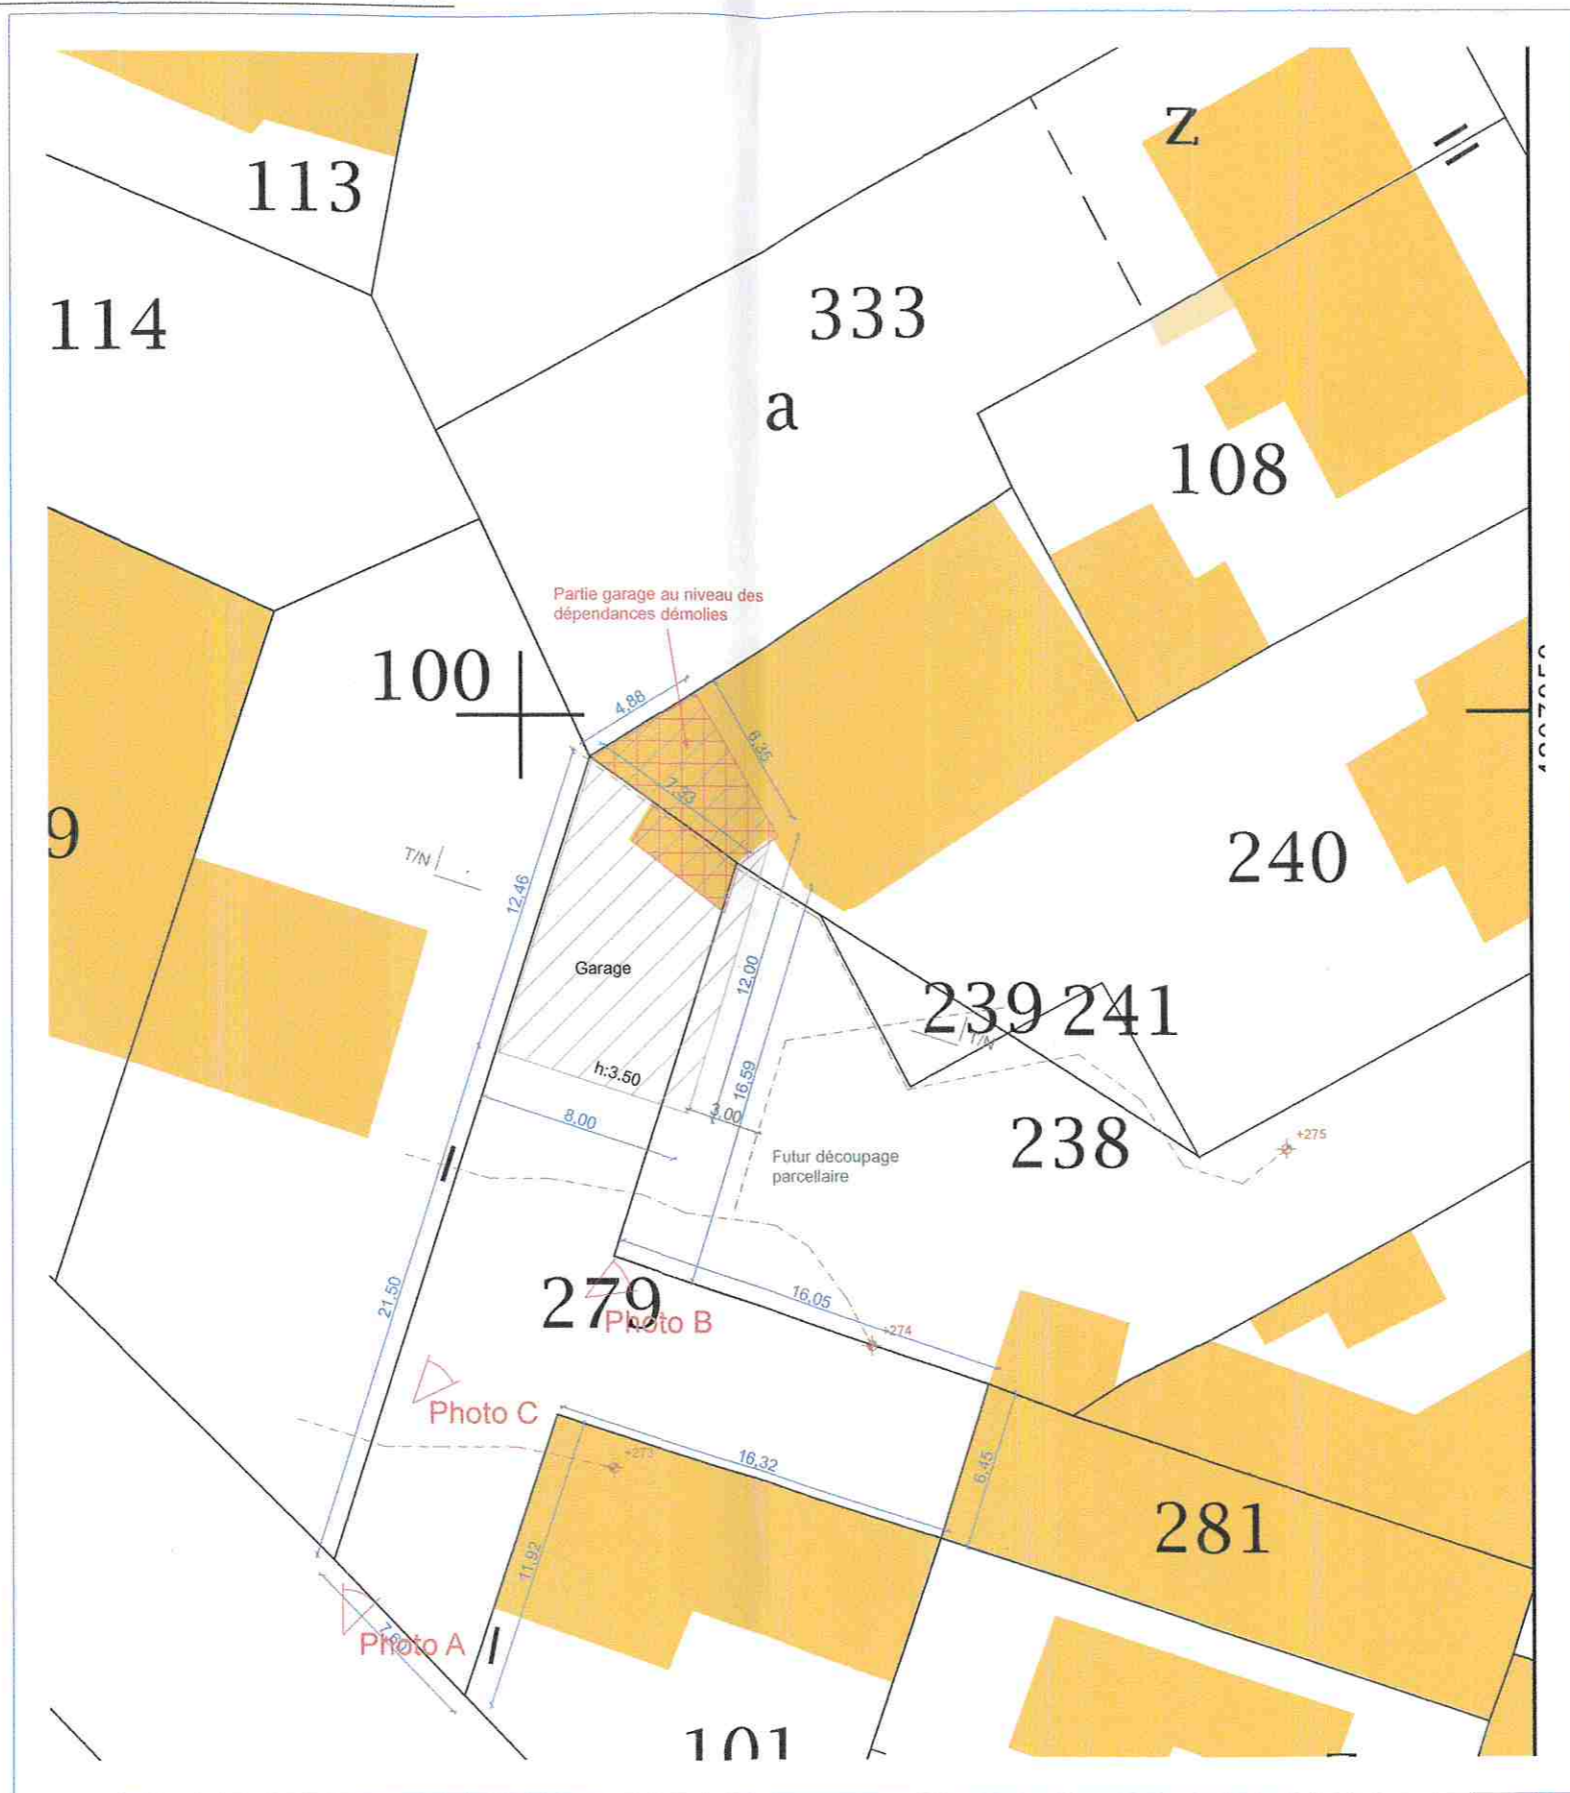 Z
113
333
114
a
108
Partie garage au niveau des
dépendances démolies
100
4,88
6,35
7,93
9
240
T/N
12,46
Garage
12,00
239
241
T/N
h:3.50
16,59
8,00
3,00
238
+275
Futur découpage
parcellaire
279
21,50
16,05
Photo B
+274
Photo C
16,32
+273
6,45
281
11,92
Photo A
101